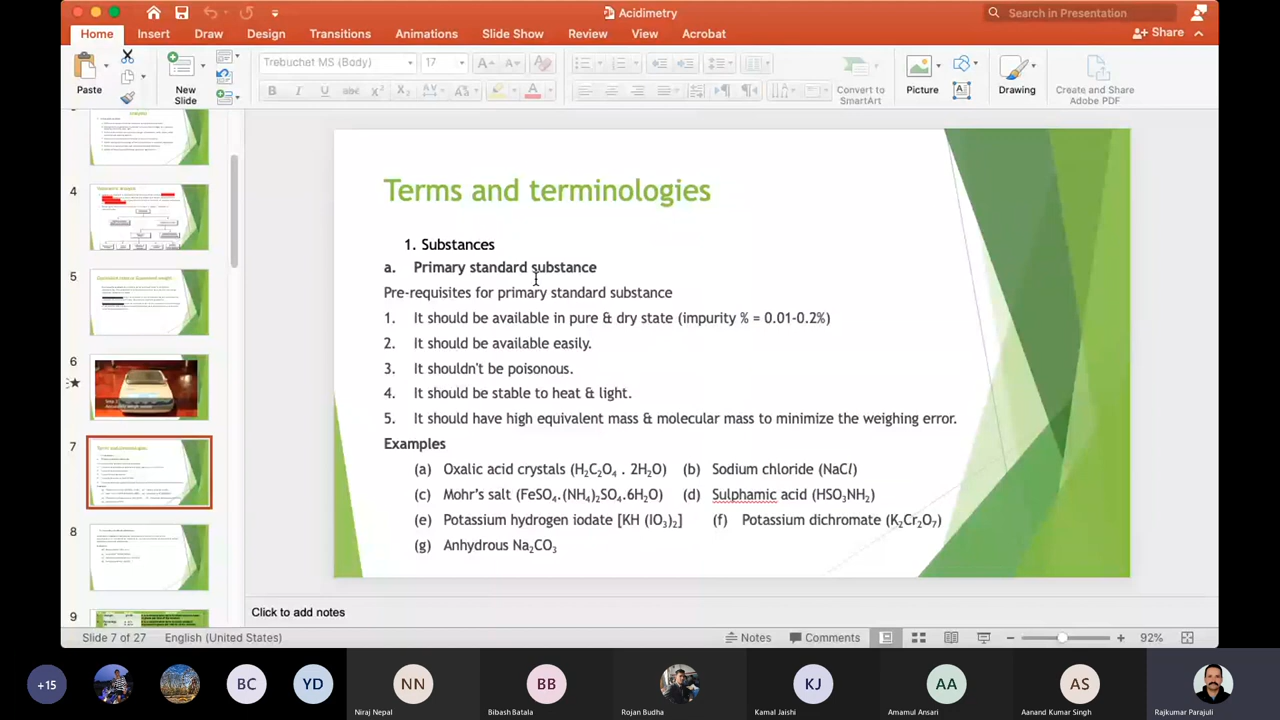 Acidimetry
Search in Presentation
Home Insert Draw Design Transitions Animations Slide Show Review View Acrobat
Share
Paste
New Slide
Trebuchet MS (Body) 17
Convert to SmartArt
Picture
Drawing
Create and Share Adobe PDF
4
5
6
7
8
9
Terms and terminologies
1. Substances
a. Primary standard substance
Pre-requisites for primary standard substance
1. It should be available in pure & dry state (impurity % = 0.01-0.2%)
2. It should be available easily.
3. It shouldn't be poisonous.
4. It should be stable to heat & light.
5. It should have high equivalent mass & molecular mass to minimize the weighing error.
Examples
(a) Oxalic acid crystals (H₂C₂O₄ . 2H₂O) (b) Sodium chloride (NaCl)
(c) Mohr's salt (FeSO₄.(NH₄)₂SO₄.6H₂O) (d) Sulphamic acid (HSO₃NH₂)
(e) Potassium hydrogen iodate [KH (IO₃)₂] (f) Potassium dichromate (K₂Cr₂O₇)
(g) Anhydrous Na₂CO₃
Click to add notes
Slide 7 of 27 English (United States) Notes Comments 92%
+15 BC YD NN BB KJ AA AS
Niraj Nepal Bibash Batala Rojan Budha Kamal Jaishi Amamul Ansari Aanand Kumar Singh Rajkumar Parajuli